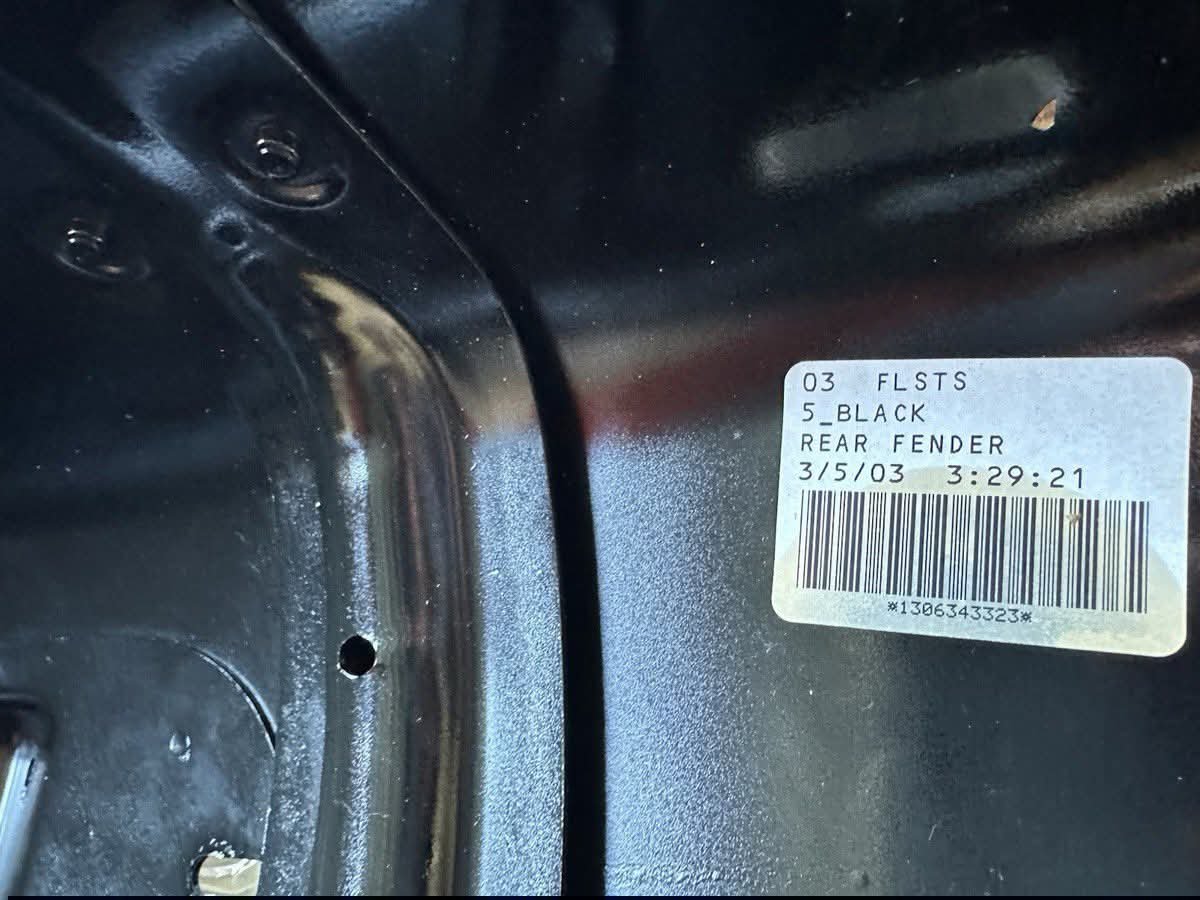 03 FLSTS
5_BLACK
REAR FENDER
3/5/03 3:29:21
*1306343323*